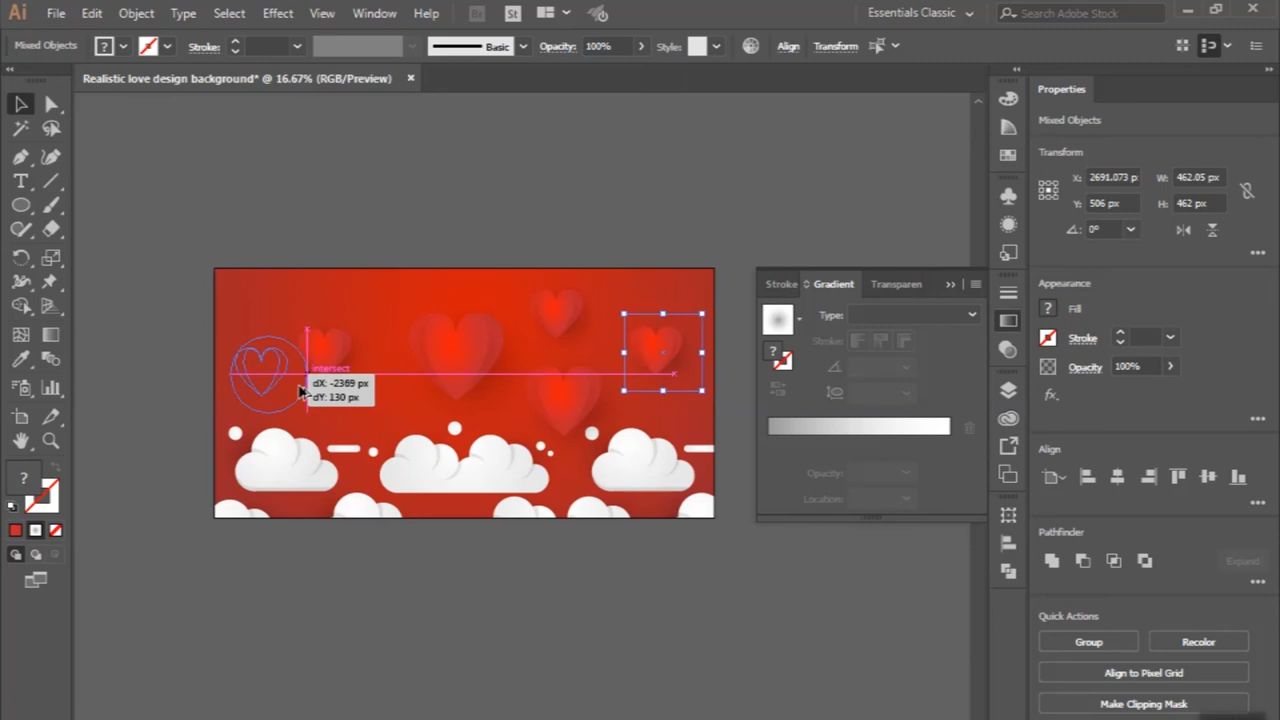 Ai File Edit Object Type Select Effect View Window Help Br St Essentials Classic Search Adobe Stock
Mixed Objects ? Stroke: Basic Opacity: 100% Style: Align Transform
Realistic love design background* @ 16.67% (RGB/Preview) ×
Properties
Mixed Objects
Transform
X: 2691.073 p W: 462.05 px
Y: 506 px H: 462 px
0°
Stroke Gradient Transparen
Type:
Stroke:
?
Opacity:
Location:
intersect
dX: -2369 px
dY: 130 px
Appearance
? Fill
Stroke
Opacity 100%
fx.
Align
Pathfinder
Expand
Quick Actions
Group Recolor
Align to Pixel Grid
Make Clipping Mask
?